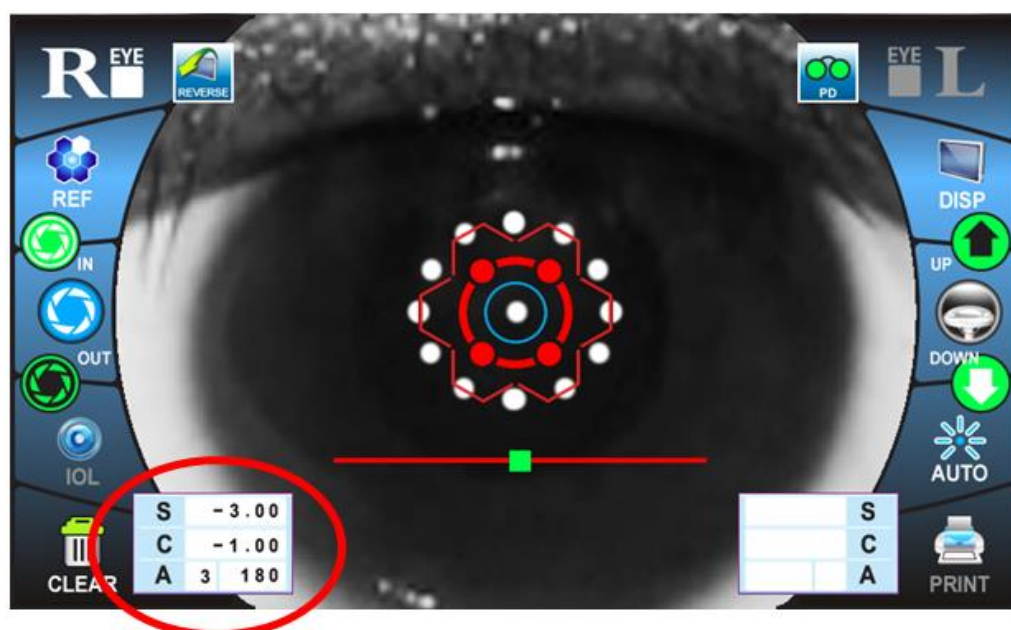 R EYE
REVERSE
PD
EYE L
REF
IN
OUT
IOL
CLEAR
DISP
UP
DOWN
AUTO
PRINT
S -3.00
C -1.00
A 3 180
S
C
A